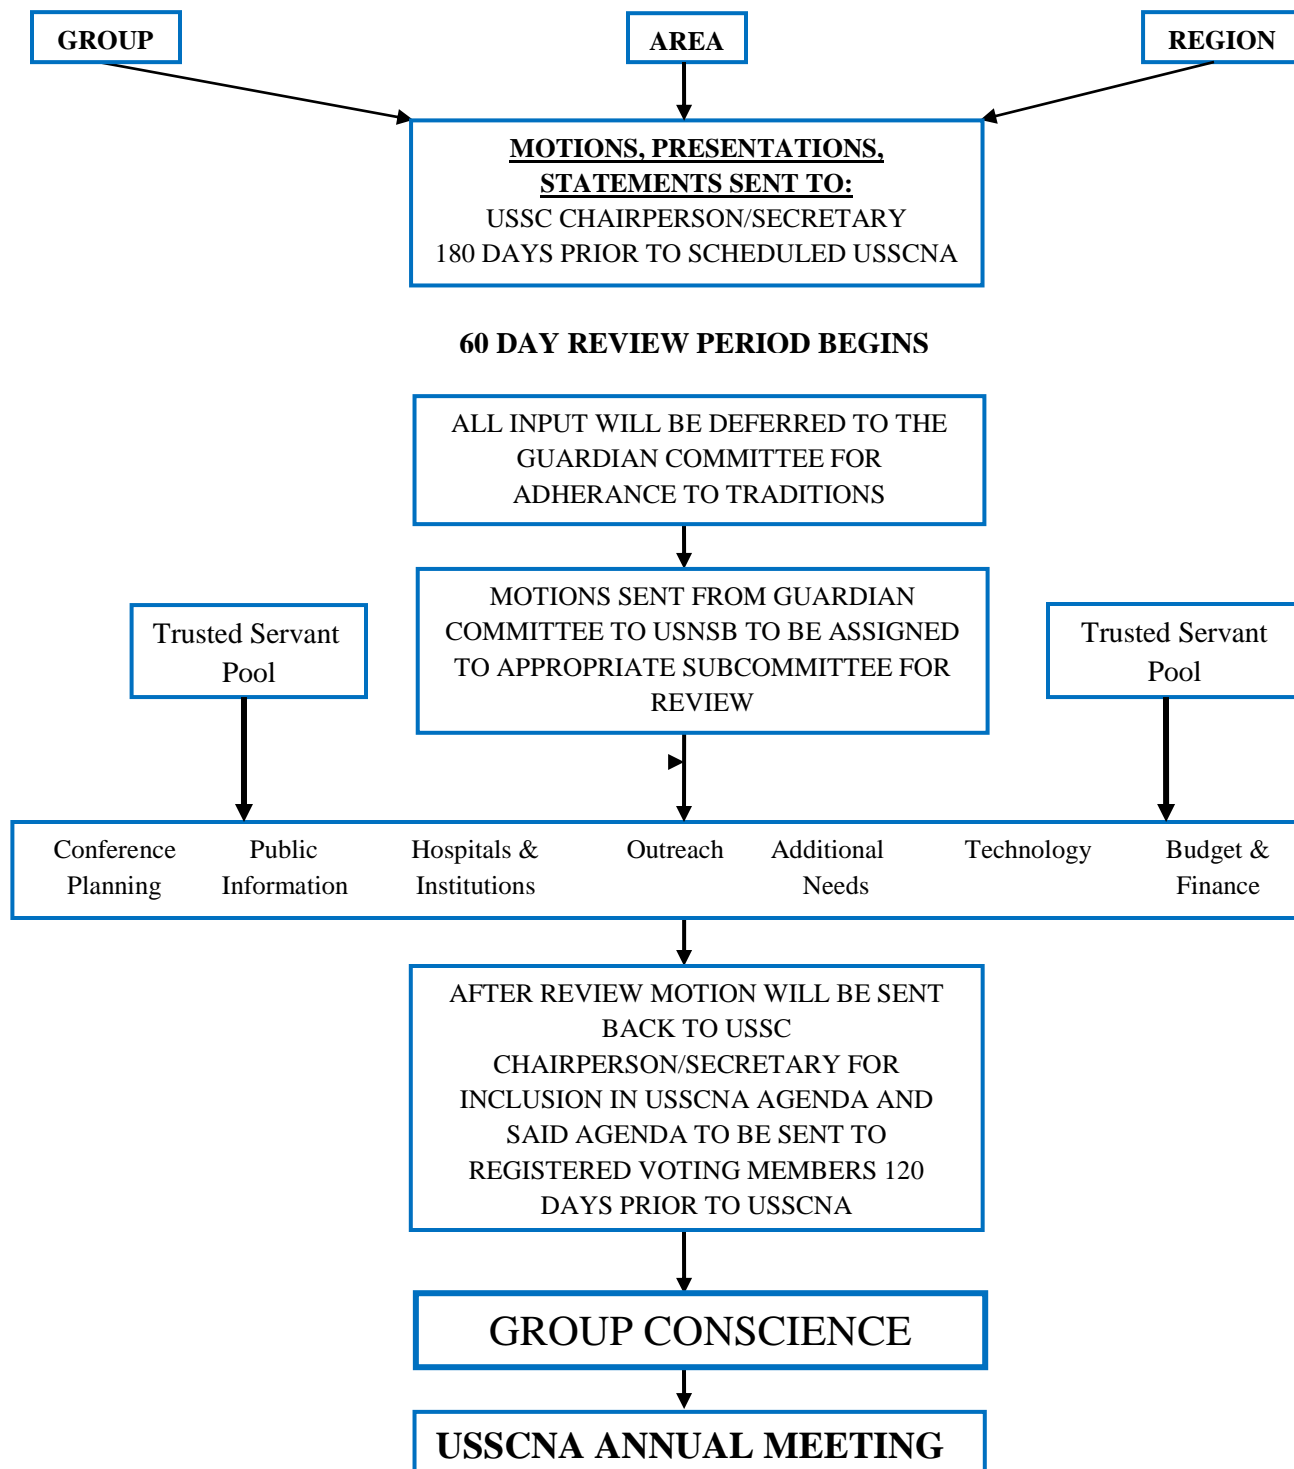 GROUP
AREA
REGION
MOTIONS, PRESENTATIONS,
STATEMENTS SENT TO:
USSC CHAIRPERSON/SECRETARY
180 DAYS PRIOR TO SCHEDULED USSCNA
60 DAY REVIEW PERIOD BEGINS
ALL INPUT WILL BE DEFERRED TO THE
GUARDIAN COMMITTEE FOR
ADHERANCE TO TRADITIONS
MOTIONS SENT FROM GUARDIAN
COMMITTEE TO USNSB TO BE ASSIGNED
TO APPROPRIATE SUBCOMMITTEE FOR
REVIEW
Trusted Servant
Pool
Trusted Servant
Pool
Conference
Planning
Public
Information
Hospitals &
Institutions
Outreach
Additional
Needs
Technology
Budget &
Finance
AFTER REVIEW MOTION WILL BE SENT
BACK TO USSC
CHAIRPERSON/SECRETARY FOR
INCLUSION IN USSCNA AGENDA AND
SAID AGENDA TO BE SENT TO
REGISTERED VOTING MEMBERS 120
DAYS PRIOR TO USSCNA
GROUP CONSCIENCE
USSCNA ANNUAL MEETING